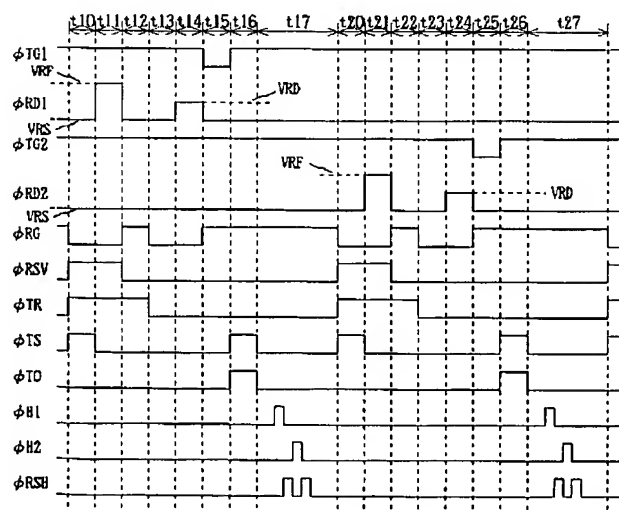 t10 t11 t12 t13 t14 t15 t16 t17 t20 t21 t22 t23 t24 t25 t26 t27
φTG1
VRF
VRD
φRD1
VRS
φTG2
VRF
VRD
φRD2
VRS
φRG
φRSV
φTR
φTS
φTO
φH1
φH2
φRSH